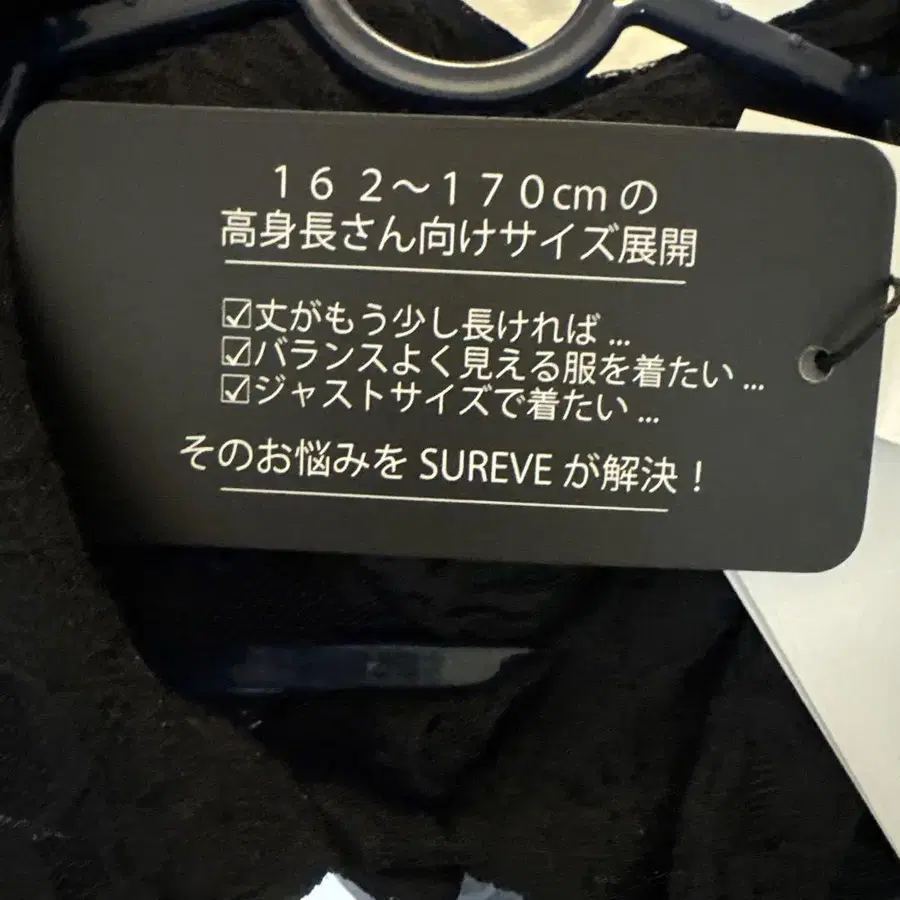 １６２～１７０cmの
高身長さん向けサイズ展開
☑丈がもう少し長ければ...
☑バランスよく見える服を着たい...
☑ジャストサイズで着たい...
そのお悩みを SUREVE が解決！